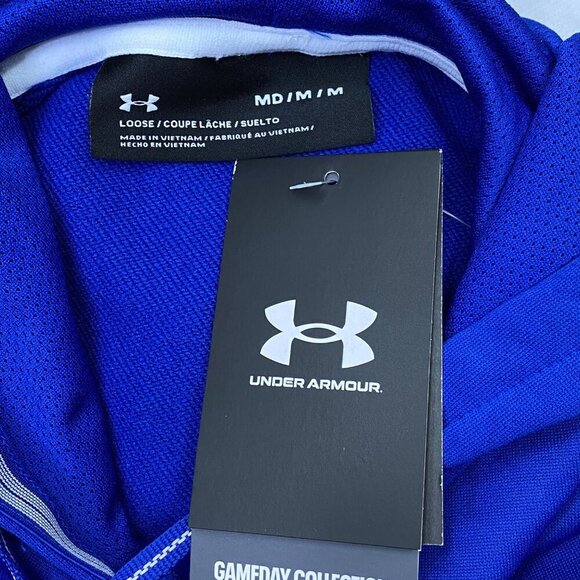 MD / M / M
LOOSE / COUPE LÂCHE / SUELTO
MADE IN VIETNAM / FABRIQUÉ AU VIETNAM /
HECHO EN VIETNAM
UNDER ARMOUR.
GAMEDAY COLLECTION